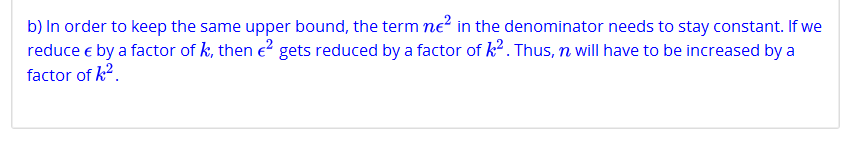 b) In order to keep the same upper bound, the term nϵ² in the denominator needs to stay constant. If we
reduce ϵ by a factor of k, then ϵ² gets reduced by a factor of k². Thus, n will have to be increased by a
factor of k².